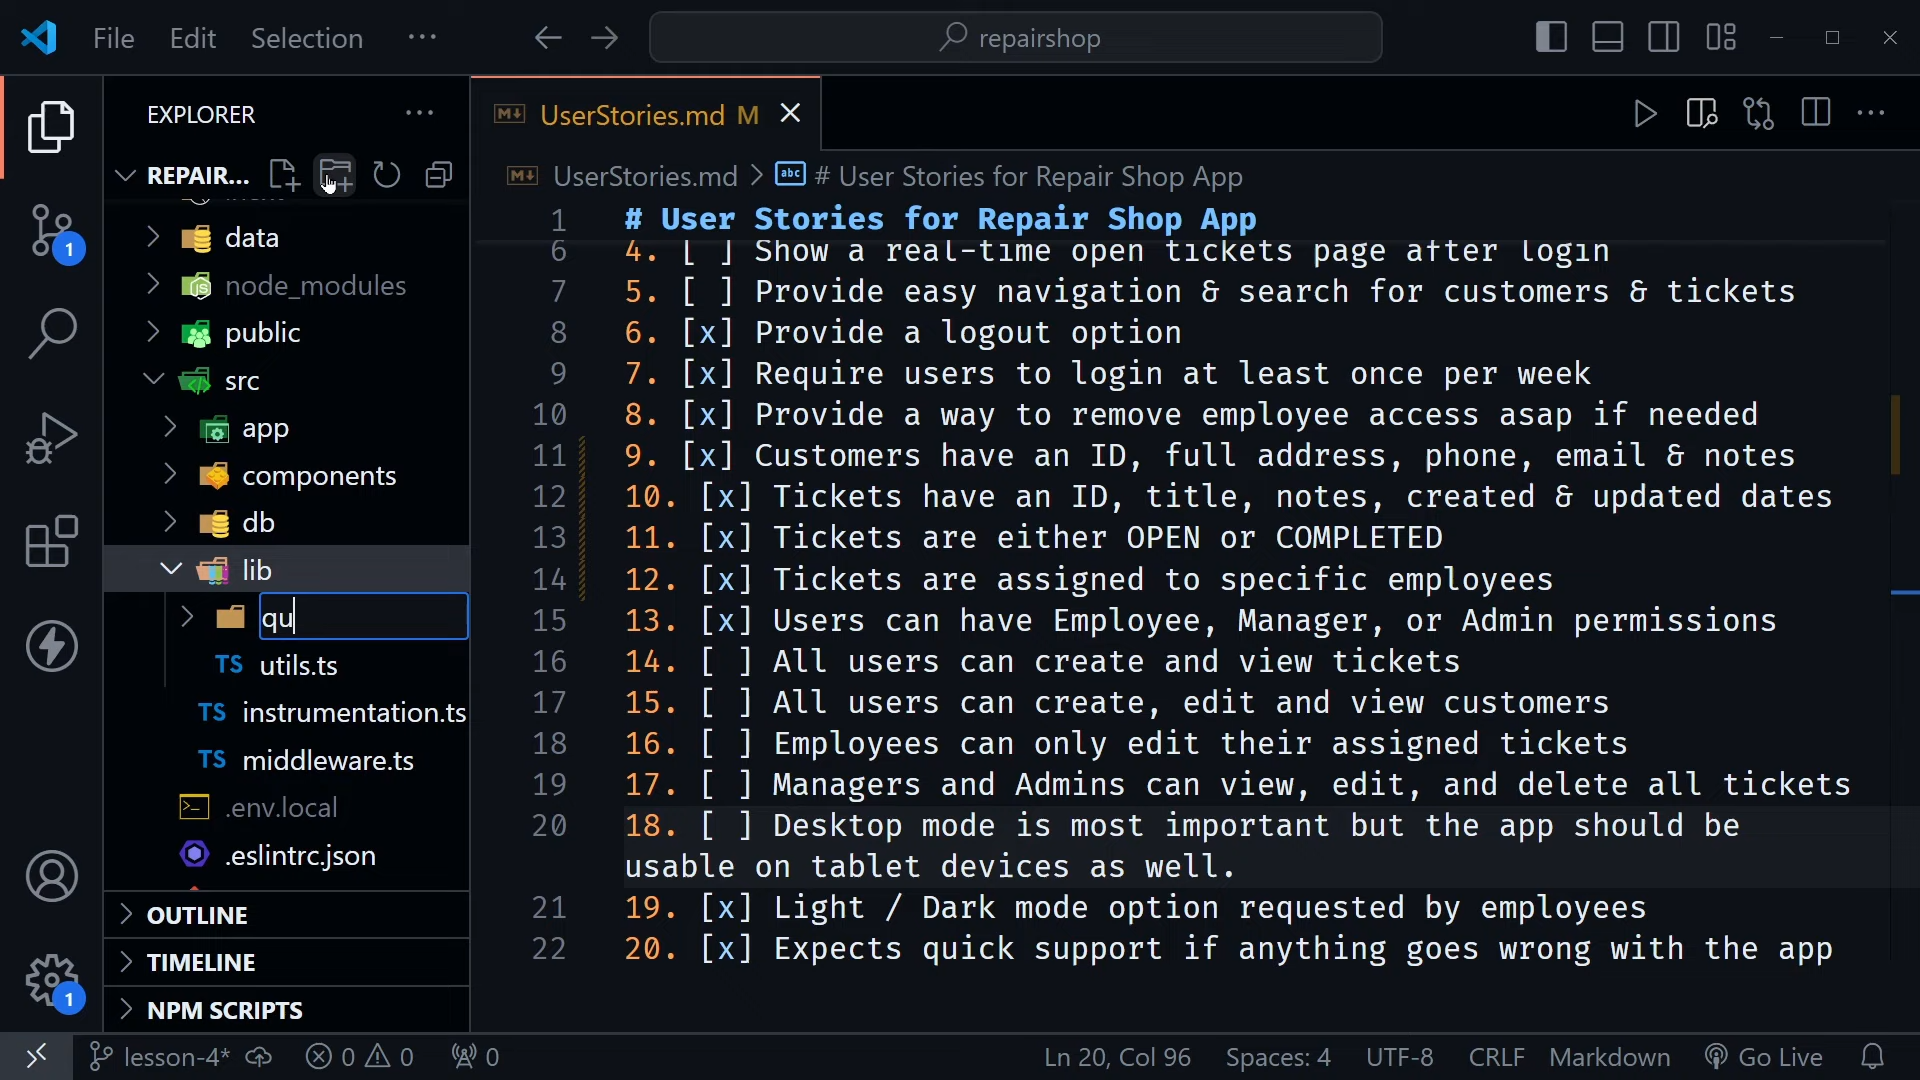 File Edit Selection ···
repairshop
EXPLORER ···
REPAIR...
data
node_modules
public
src
app
components
db
lib
qu
TS utils.ts
TS instrumentation.ts
TS middleware.ts
.env.local
.eslintrc.json
OUTLINE
TIMELINE
NPM SCRIPTS
1
1
UserStories.md M
UserStories.md > abc # User Stories for Repair Shop App
1 # User Stories for Repair Shop App
6 4. [ ] Show a real-time open tickets page after login
7 5. [ ] Provide easy navigation & search for customers & tickets
8 6. [x] Provide a logout option
9 7. [x] Require users to login at least once per week
10 8. [x] Provide a way to remove employee access asap if needed
11 9. [x] Customers have an ID, full address, phone, email & notes
12 10. [x] Tickets have an ID, title, notes, created & updated dates
13 11. [x] Tickets are either OPEN or COMPLETED
14 12. [x] Tickets are assigned to specific employees
15 13. [x] Users can have Employee, Manager, or Admin permissions
16 14. [ ] All users can create and view tickets
17 15. [ ] All users can create, edit and view customers
18 16. [ ] Employees can only edit their assigned tickets
19 17. [ ] Managers and Admins can view, edit, and delete all tickets
20 18. [ ] Desktop mode is most important but the app should be
usable on tablet devices as well.
21 19. [x] Light / Dark mode option requested by employees
22 20. [x] Expects quick support if anything goes wrong with the app
lesson-4* 0 0 0 Ln 20, Col 96 Spaces: 4 UTF-8 CRLF Markdown Go Live